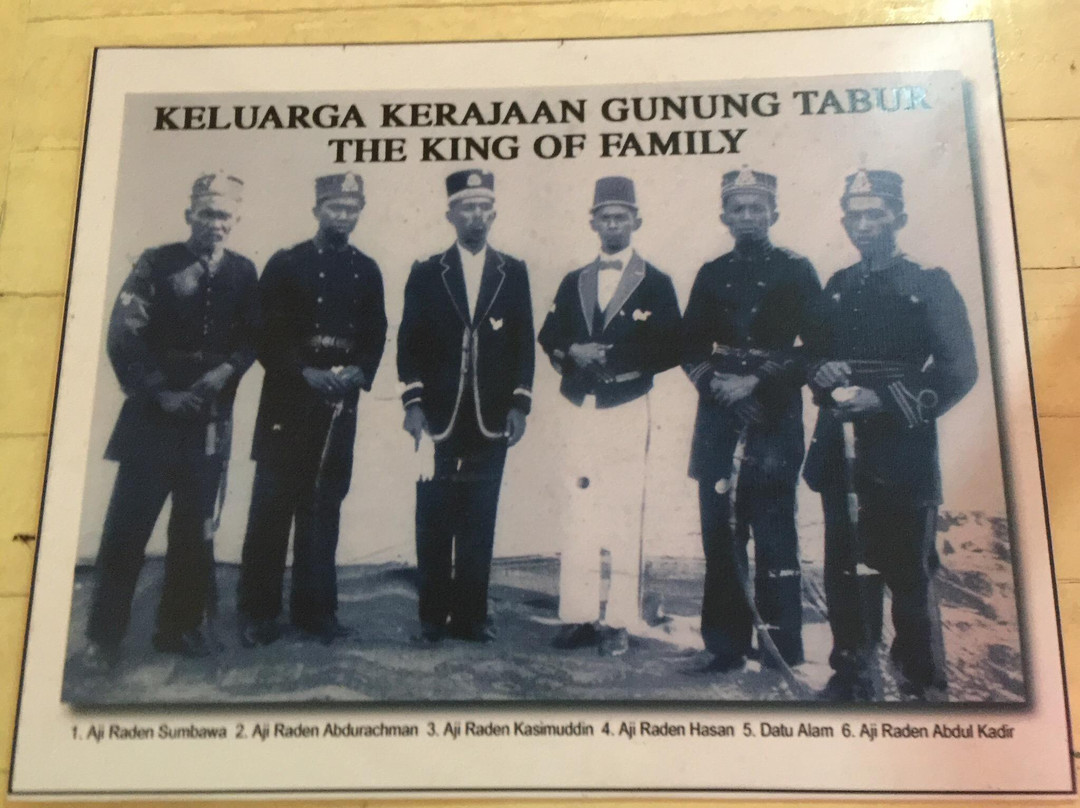 KELUARGA KERAJAAN GUNUNG TABUR
THE KING OF FAMILY
1. Aji Raden Sumbawa 2. Aji Raden Abdurachman 3. Aji Raden Kasimuddin 4. Aji Raden Hasan 5. Datu Alam 6. Aji Raden Abdul Kadir